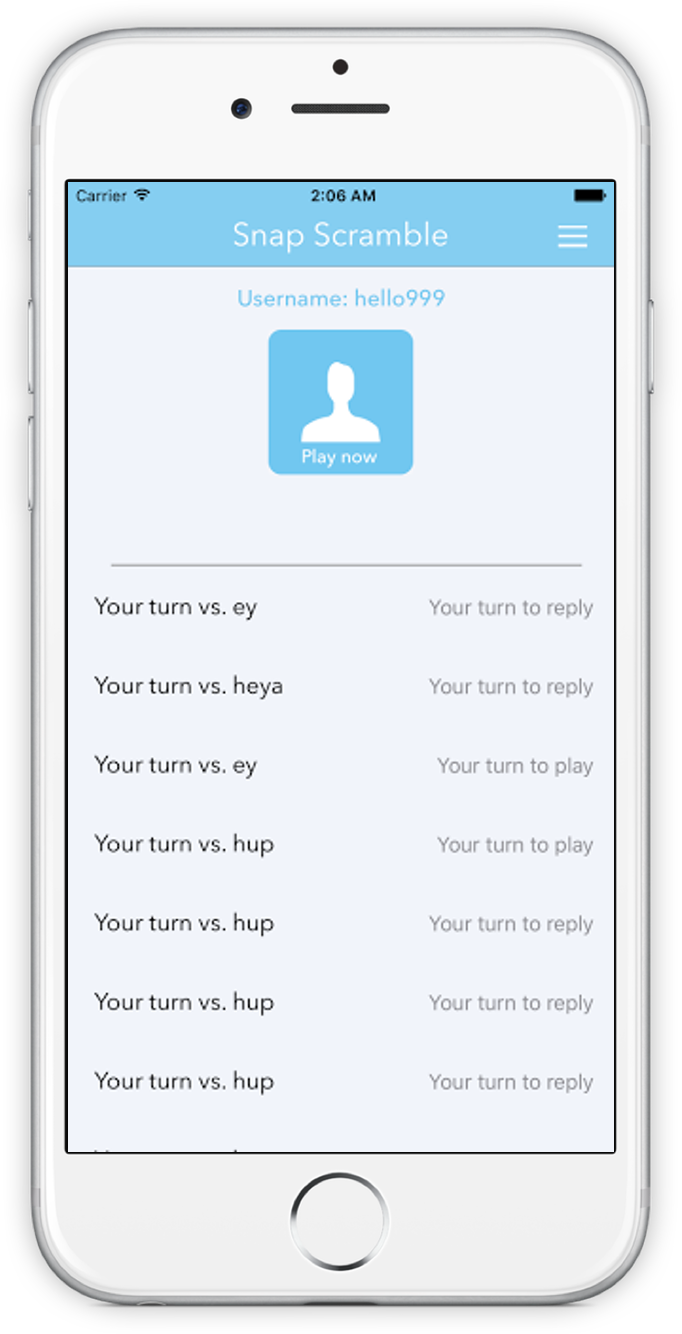 Carrier 2:06 AM
Snap Scramble
Username: hello999
Play now
Your turn vs. ey Your turn to reply
Your turn vs. heya Your turn to reply
Your turn vs. ey Your turn to play
Your turn vs. hup Your turn to play
Your turn vs. hup Your turn to reply
Your turn vs. hup Your turn to reply
Your turn vs. hup Your turn to reply